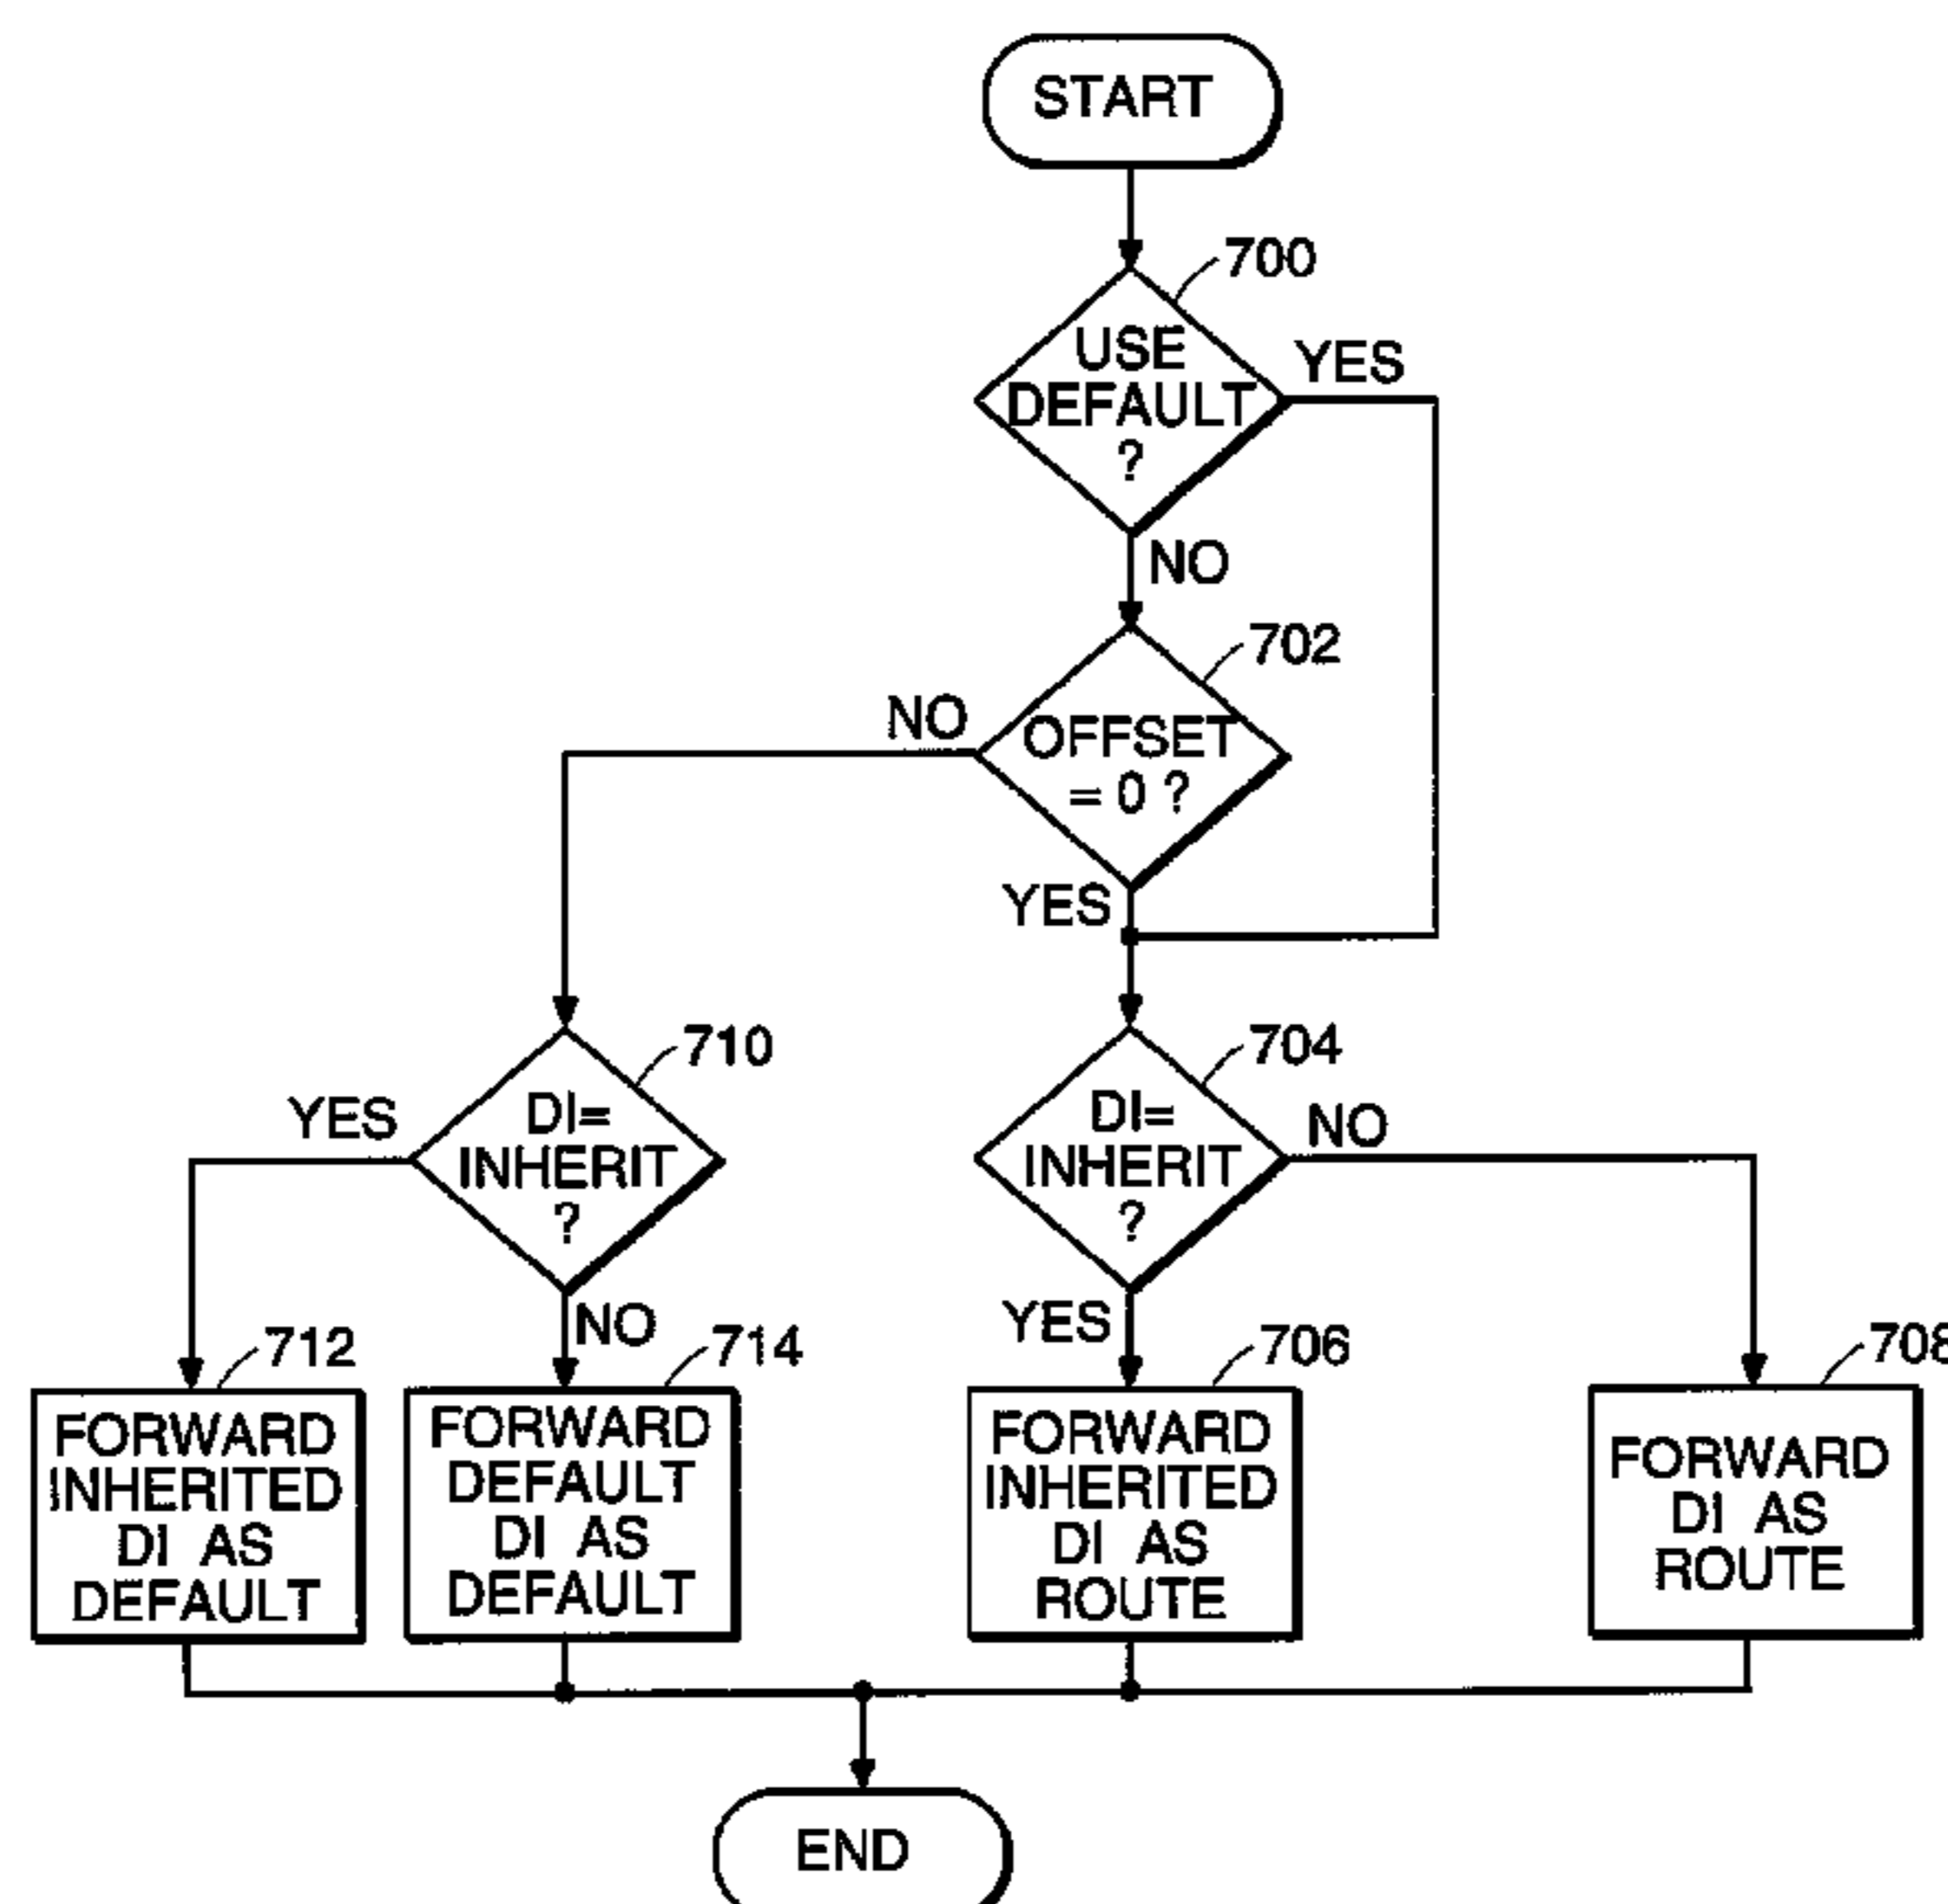 START
700
USE
DEFAULT
?
YES
NO
702
NO
OFFSET
= 0 ?
YES
710
704
YES
DI=
INHERIT
?
DI=
INHERIT
?
NO
NO
YES
712
714
706
708
FORWARD
INHERITED
DI AS
DEFAULT
FORWARD
DEFAULT
DI AS
DEFAULT
FORWARD
INHERITED
DI AS
ROUTE
FORWARD
DI AS
ROUTE
END